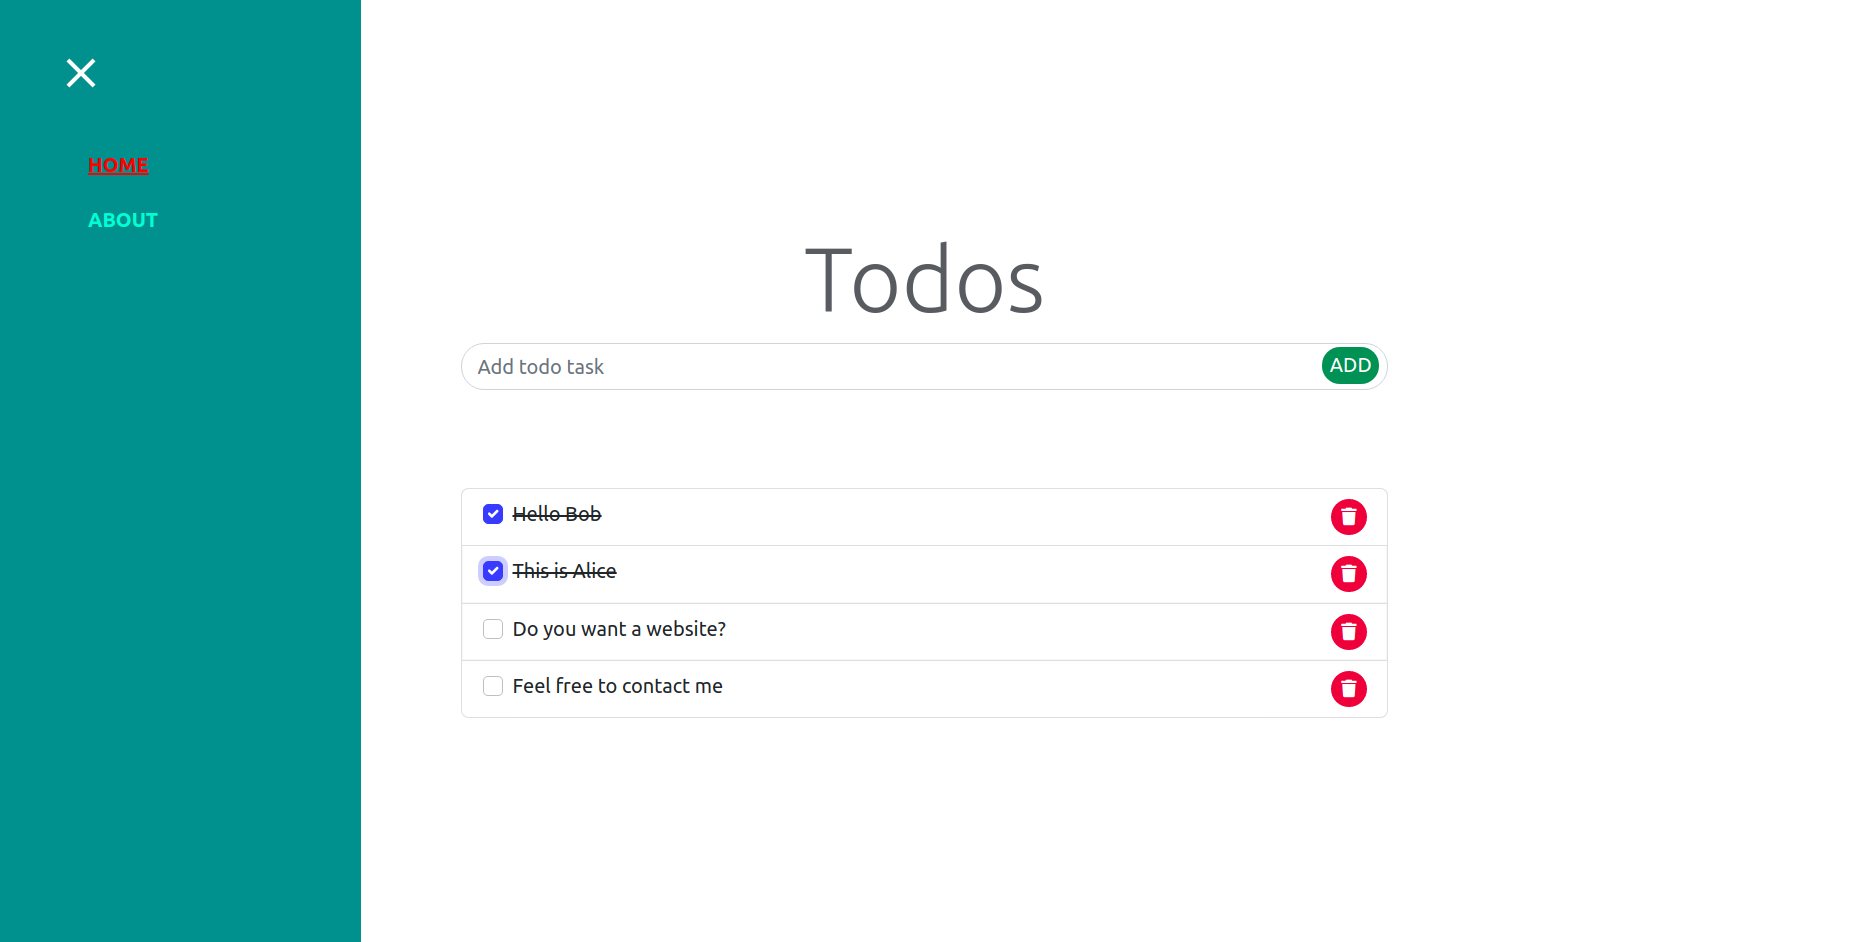 HOME
ABOUT
Todos
Add todo task
ADD
Hello Bob
This is Alice
Do you want a website?
Feel free to contact me